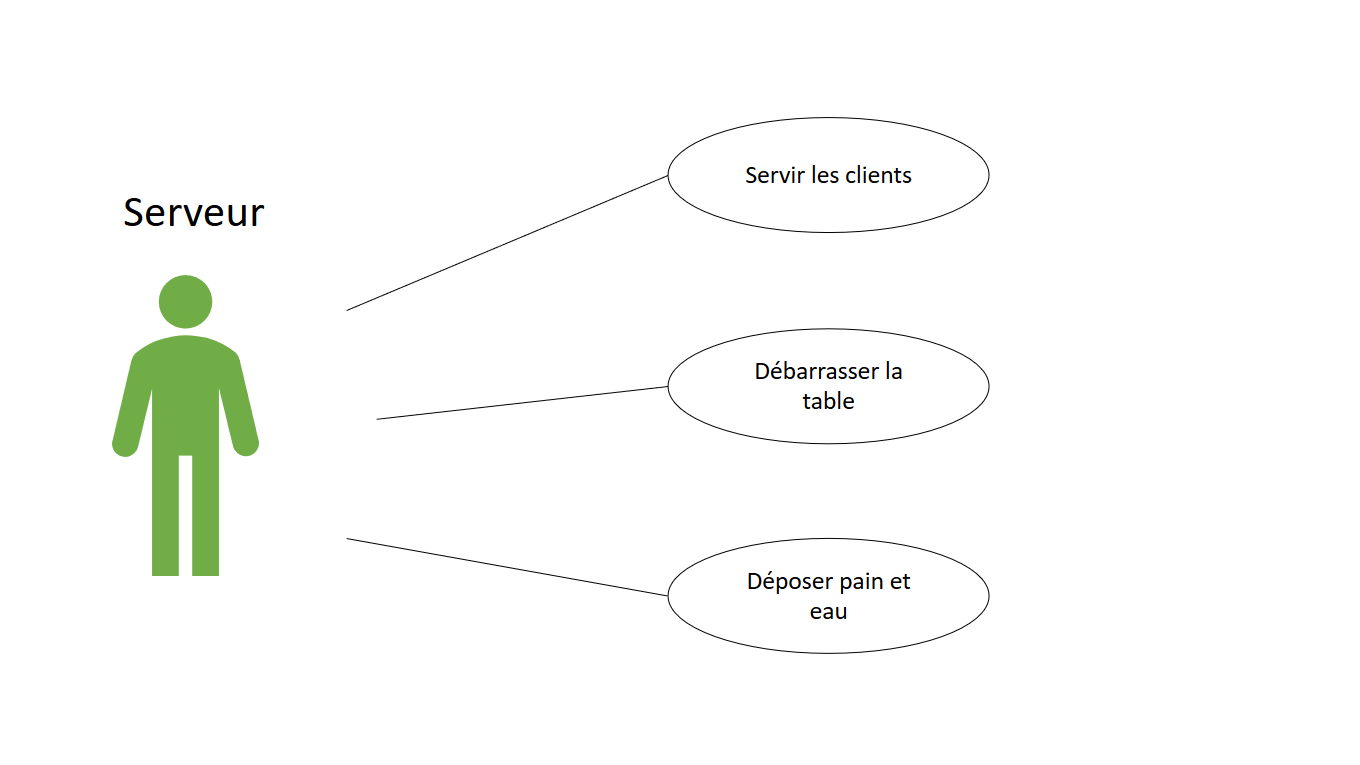 Serveur
Servir les clients
Débarrasser la
table
Déposer pain et
eau